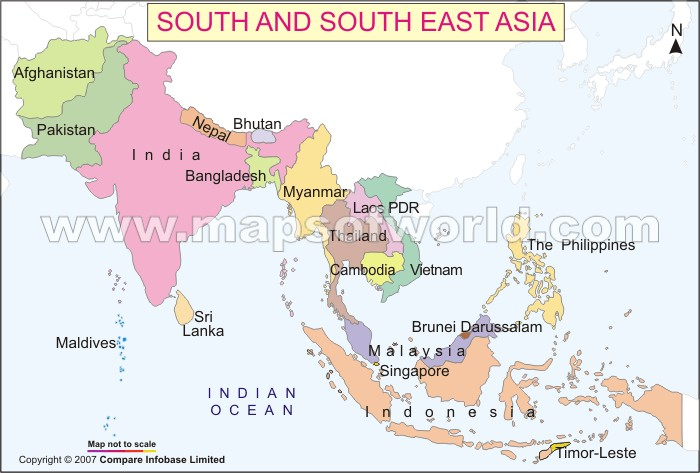 SOUTH AND SOUTH EAST ASIA
N
Afghanistan
Pakistan
Nepal
Bhutan
India
Bangladesh
Myanmar
Laos PDR
www.mapsofworld.com
Thailand
The Philippines
Cambodia
Vietnam
Sri
Lanka
Maldives
Brunei Darussalam
Malaysia
Singapore
INDIAN
OCEAN
Indonesia
Timor-Leste
Map not to scale
Copyright © 2007 Compare Infobase Limited